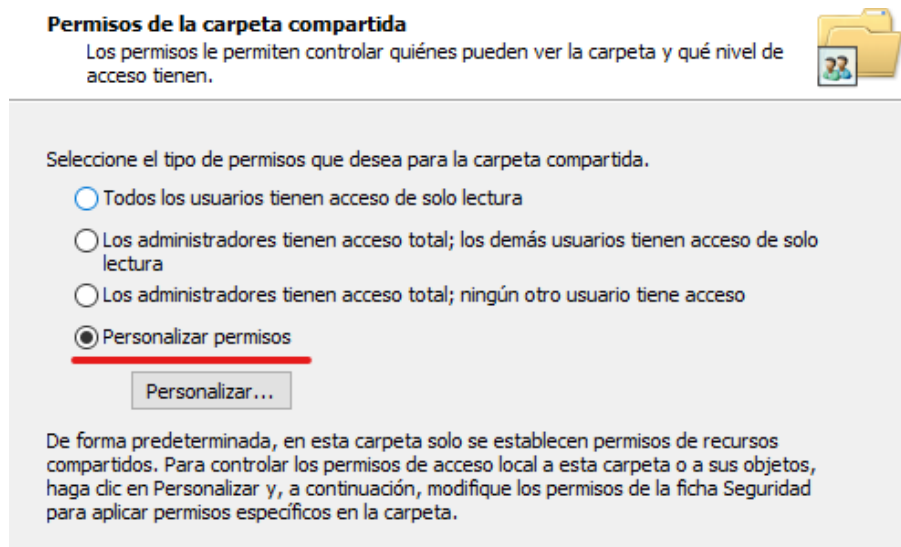 Permisos de la carpeta compartida
Los permisos le permiten controlar quiénes pueden ver la carpeta y qué nivel de
acceso tienen.
Seleccione el tipo de permisos que desea para la carpeta compartida.
Todos los usuarios tienen acceso de solo lectura
Los administradores tienen acceso total; los demás usuarios tienen acceso de solo
lectura
Los administradores tienen acceso total; ningún otro usuario tiene acceso
Personalizar permisos
Personalizar...
De forma predeterminada, en esta carpeta solo se establecen permisos de recursos
compartidos. Para controlar los permisos de acceso local a esta carpeta o a sus objetos,
haga clic en Personalizar y, a continuación, modifique los permisos de la ficha Seguridad
para aplicar permisos específicos en la carpeta.